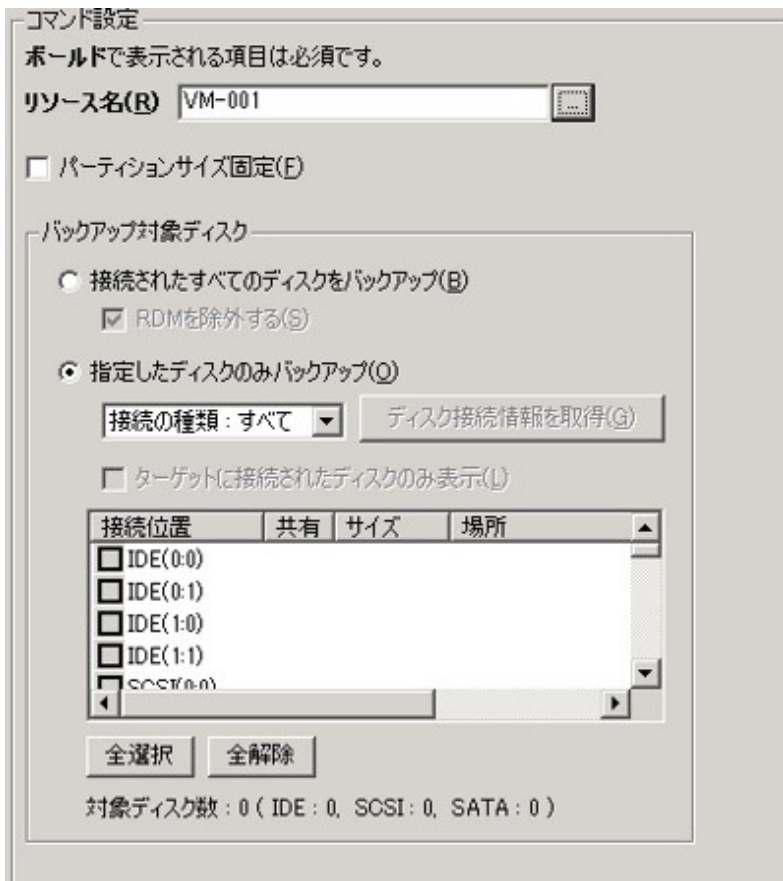 コマンド設定
ボールドで表示される項目は必須です。
リソース名(R) VM-001 ...
パーティションサイズ固定(F)
バックアップ対象ディスク
接続されたすべてのディスクをバックアップ(B)
RDMを除外する(S)
指定したディスクのみバックアップ(O)
接続の種類:すべて ディスク接続情報を取得(G)
ターゲットに接続されたディスクのみ表示(L)
接続位置 共有 サイズ 場所
IDE(0:0)
IDE(0:1)
IDE(1:0)
IDE(1:1)
SCSI(0:0)
全選択 全解除
対象ディスク数:0 ( IDE:0, SCSI:0, SATA:0 )